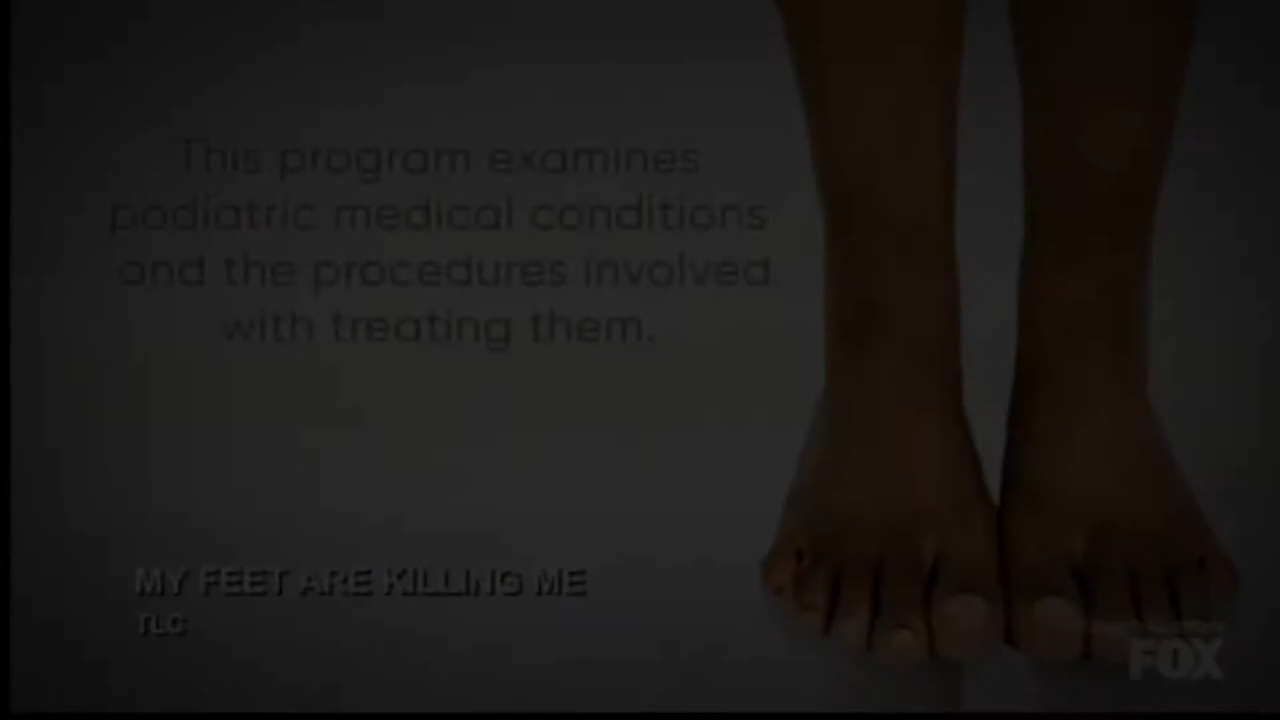 This program examines
podiatric medical conditions
and the procedures involved
with treating them.
MY FEET ARE KILLING ME
TLC
FOX